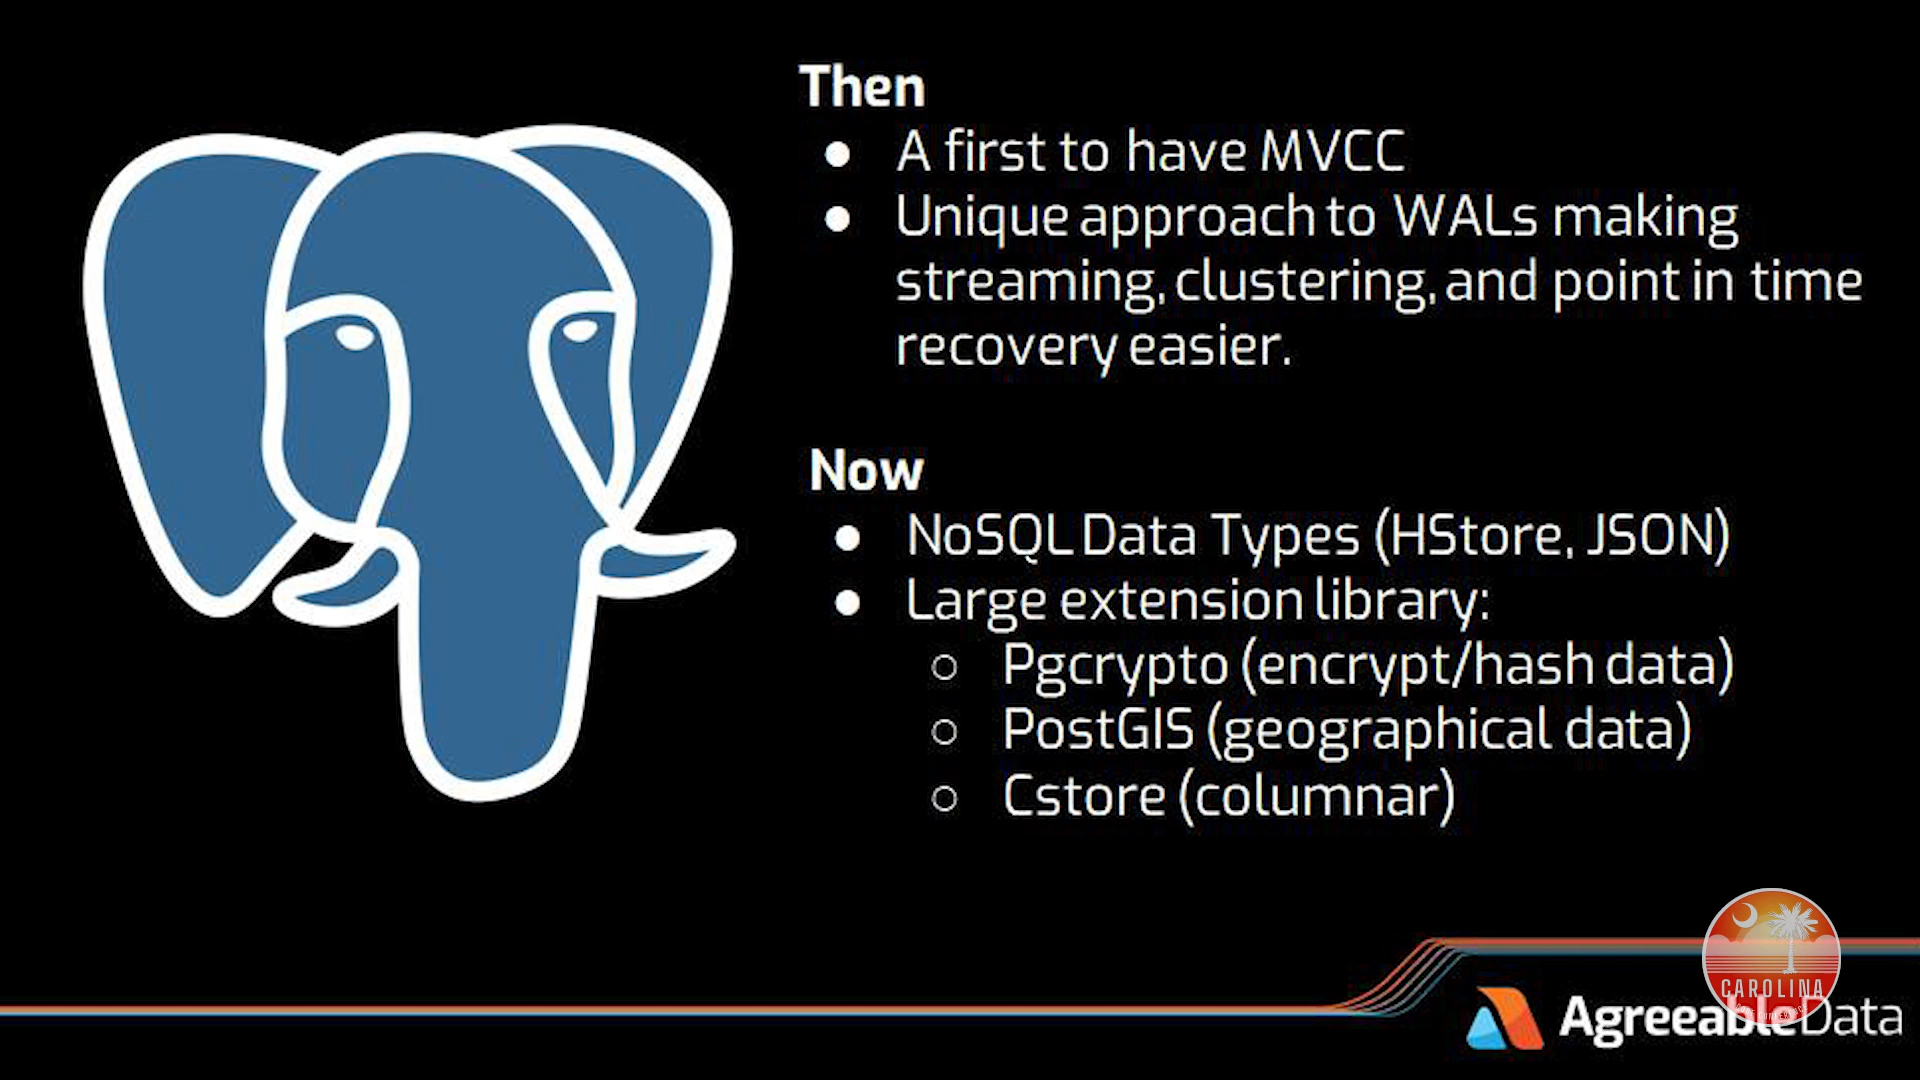 Then
● A first to have MVCC
● Unique approach to WALs making
streaming, clustering, and point in time
recovery easier.
Now
● NoSQL Data Types (HStore, JSON)
● Large extension library:
○ Pgcrypto (encrypt/hash data)
○ PostGIS (geographical data)
○ Cstore (columnar)
CAROLINA
AgreeableData